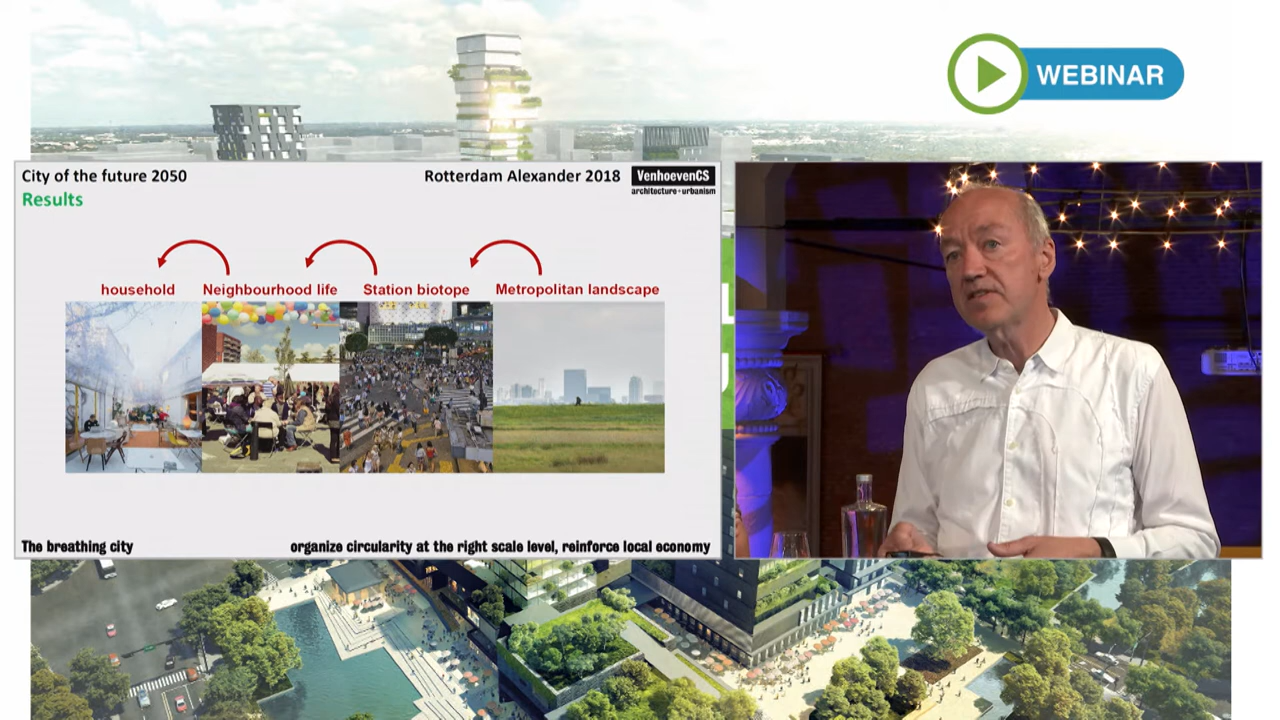 WEBINAR
City of the future 2050
Rotterdam Alexander 2018
VenhoevenCS
architecture+urbanism
Results
household
Neighbourhood life
Station biotope
Metropolitan landscape
The breathing city
organize circularity at the right scale level, reinforce local economy